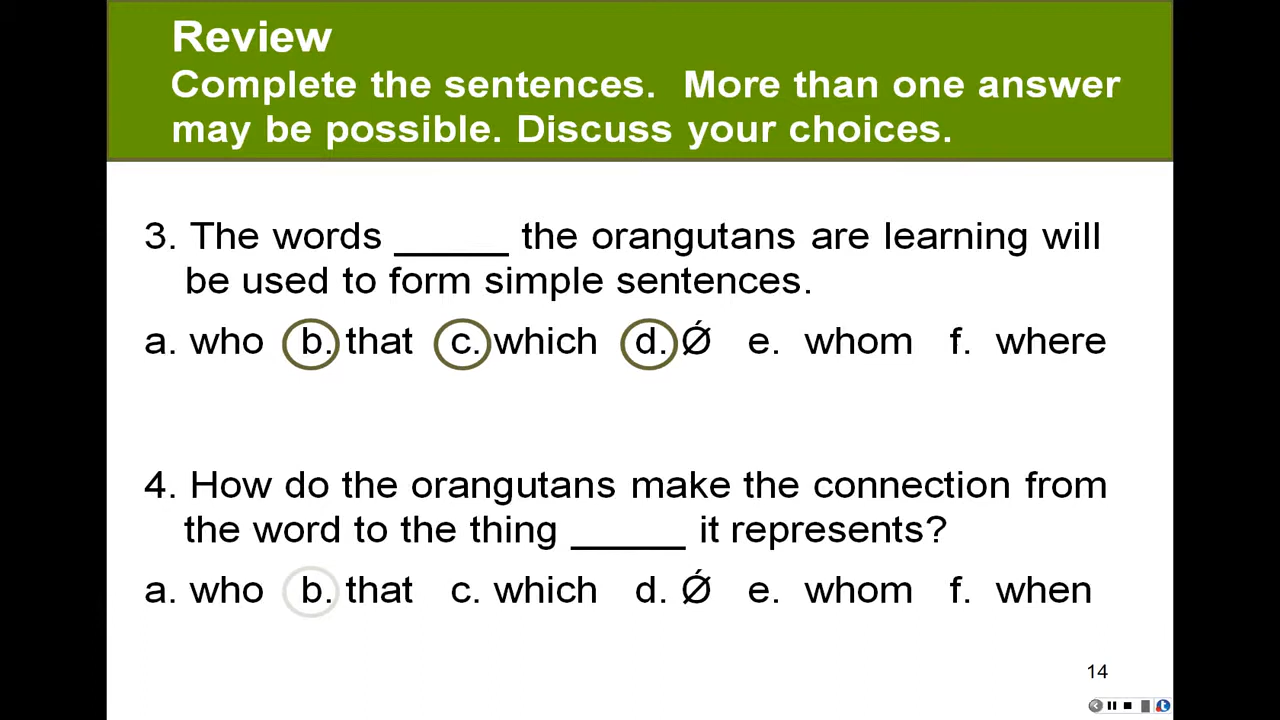 Review
Complete the sentences. More than one answer
may be possible. Discuss your choices.
3. The words ______ the orangutans are learning will
be used to form simple sentences.
a. who b. that c. which d. Ǿ e. whom f. where
4. How do the orangutans make the connection from
the word to the thing ______ it represents?
a. who b. that c. which d. Ǿ e. whom f. when
14